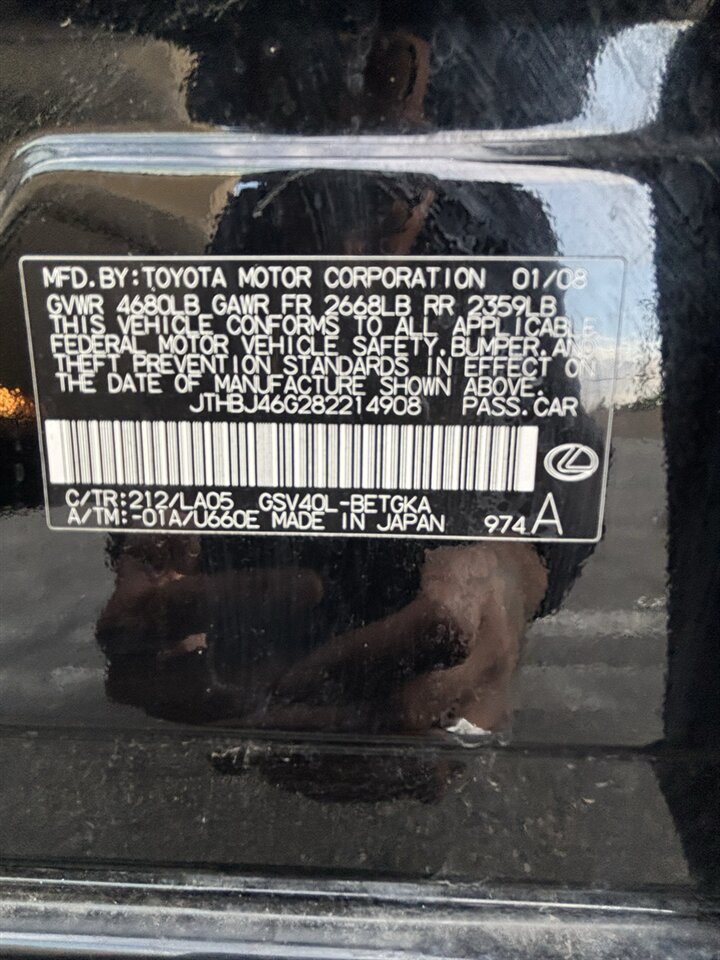 MFD.BY:TOYOTA MOTOR CORPORATION 01/08
GVWR 4680LB GAWR FR 2668LB RR 2359LB
THIS VEHICLE CONFORMS TO ALL APPLICABLE
FEDERAL MOTOR VEHICLE SAFETY,BUMPER,AND
THEFT PREVENTION STANDARDS IN EFFECT ON
THE DATE OF MANUFACTURE SHOWN ABOVE.
JTHBJ46G282214908 PASS.CAR
C/TR:212/LA05 GSV40L-BETGKA
A/TM:-01A/U660E MADE IN JAPAN 974A